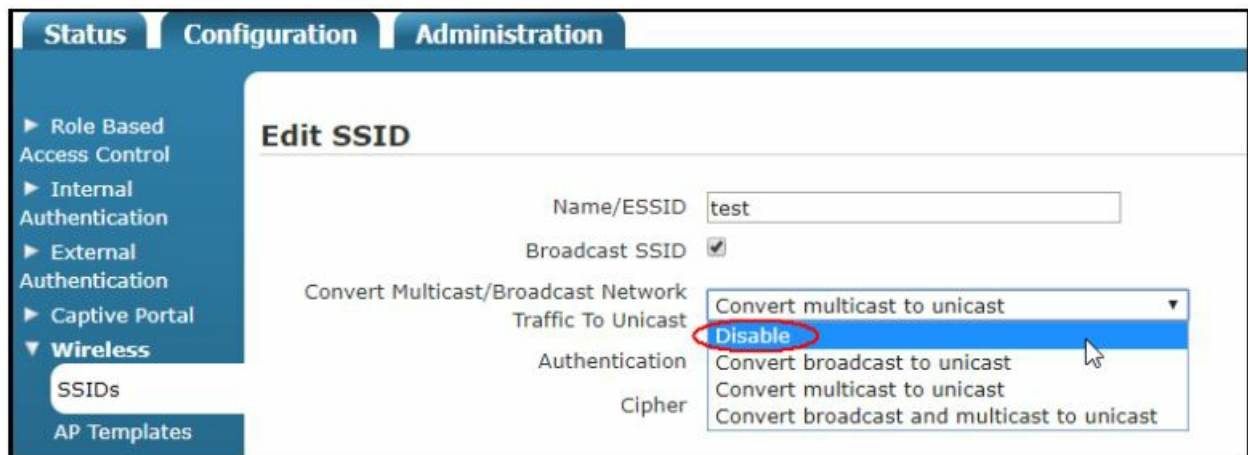 Status Configuration Administration
▶ Role Based
Access Control
▶ Internal
Authentication
▶ External
Authentication
▶ Captive Portal
▼ Wireless
SSIDs
AP Templates
Edit SSID
Name/ESSID test
Broadcast SSID
Convert Multicast/Broadcast Network
Traffic To Unicast
Convert multicast to unicast
Disable
Convert broadcast to unicast
Convert multicast to unicast
Convert broadcast and multicast to unicast
Authentication
Cipher